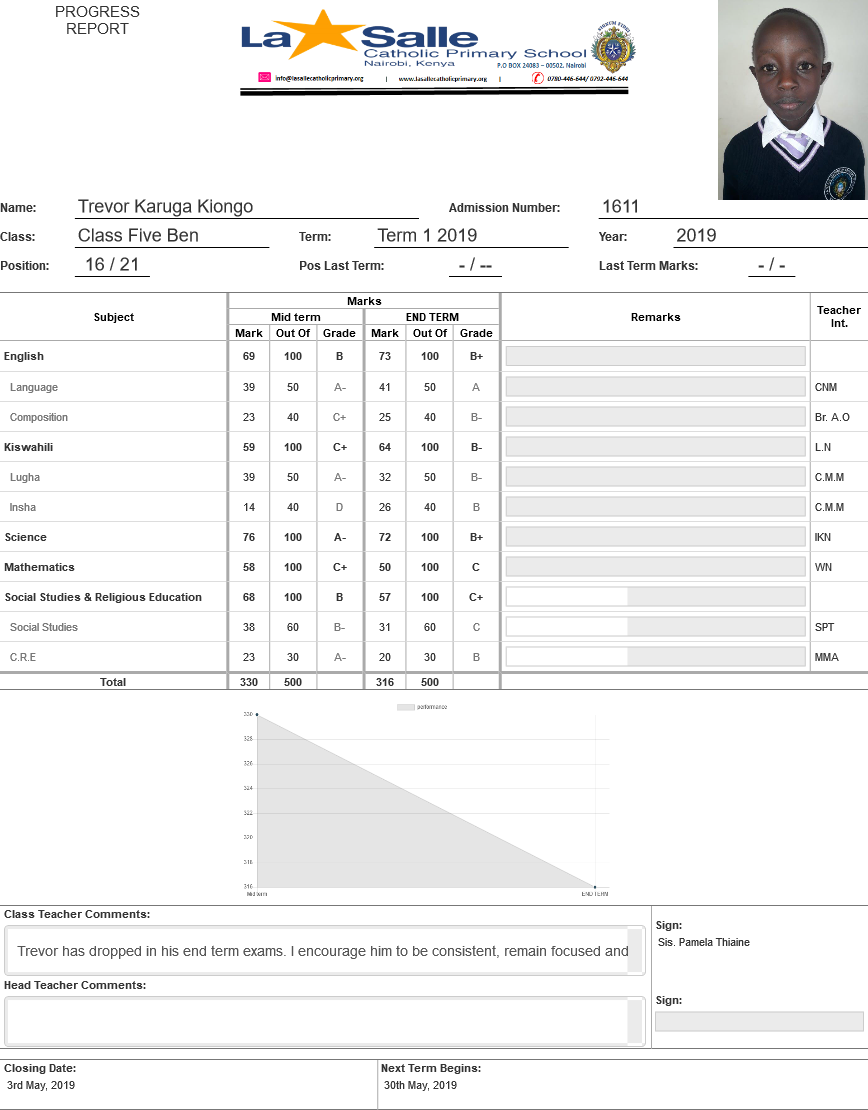 PROGRESS
REPORT
La Salle
Catholic Primary School
Nairobi, Kenya
P.O BOX 24083 – 00502, Nairobi
info@lasallecatholicprimary.org | www.lasallecatholicprimary.org | 0780-446-644/ 0792-446-644
Name: Trevor Karuga Kiongo Admission Number: 1611
Class: Class Five Ben Term: Term 1 2019 Year: 2019
Position: 16 / 21 Pos Last Term: - / -- Last Term Marks: - / -
Subject Marks Remarks Teacher Int.
Mid term END TERM
Mark Out Of Grade Mark Out Of Grade
English 69 100 B 73 100 B+
Language 39 50 A- 41 50 A CNM
Composition 23 40 C+ 25 40 B- Br. A.O
Kiswahili 59 100 C+ 64 100 B- L.N
Lugha 39 50 A- 32 50 B- C.M.M
Insha 14 40 D 26 40 B C.M.M
Science 76 100 A- 72 100 B+ IKN
Mathematics 58 100 C+ 50 100 C WN
Social Studies & Religious Education 68 100 B 57 100 C+
Social Studies 38 60 B- 31 60 C SPT
C.R.E 23 30 A- 20 30 B MMA
Total 330 500 316 500
performance
330
328
326
324
322
320
318
316
Mid term END TERM
Class Teacher Comments:
Trevor has dropped in his end term exams. I encourage him to be consistent, remain focused and
Sign:
Sis. Pamela Thiaine
Head Teacher Comments:
Sign:
Closing Date: Next Term Begins:
3rd May, 2019 30th May, 2019